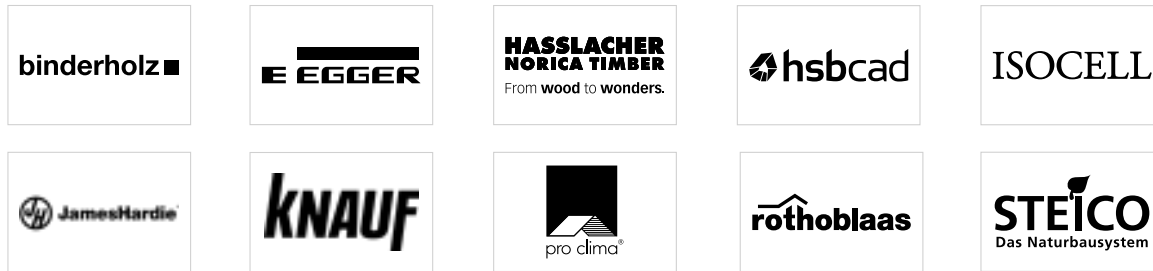 binderholz
E EGGER
HASSLACHER
NORICA TIMBER
From wood to wonders.
hsbcad
ISOCELL
JH JamesHardie
KNAUF
pro clima®
rothoblaas
STEICO
Das Naturbausystem